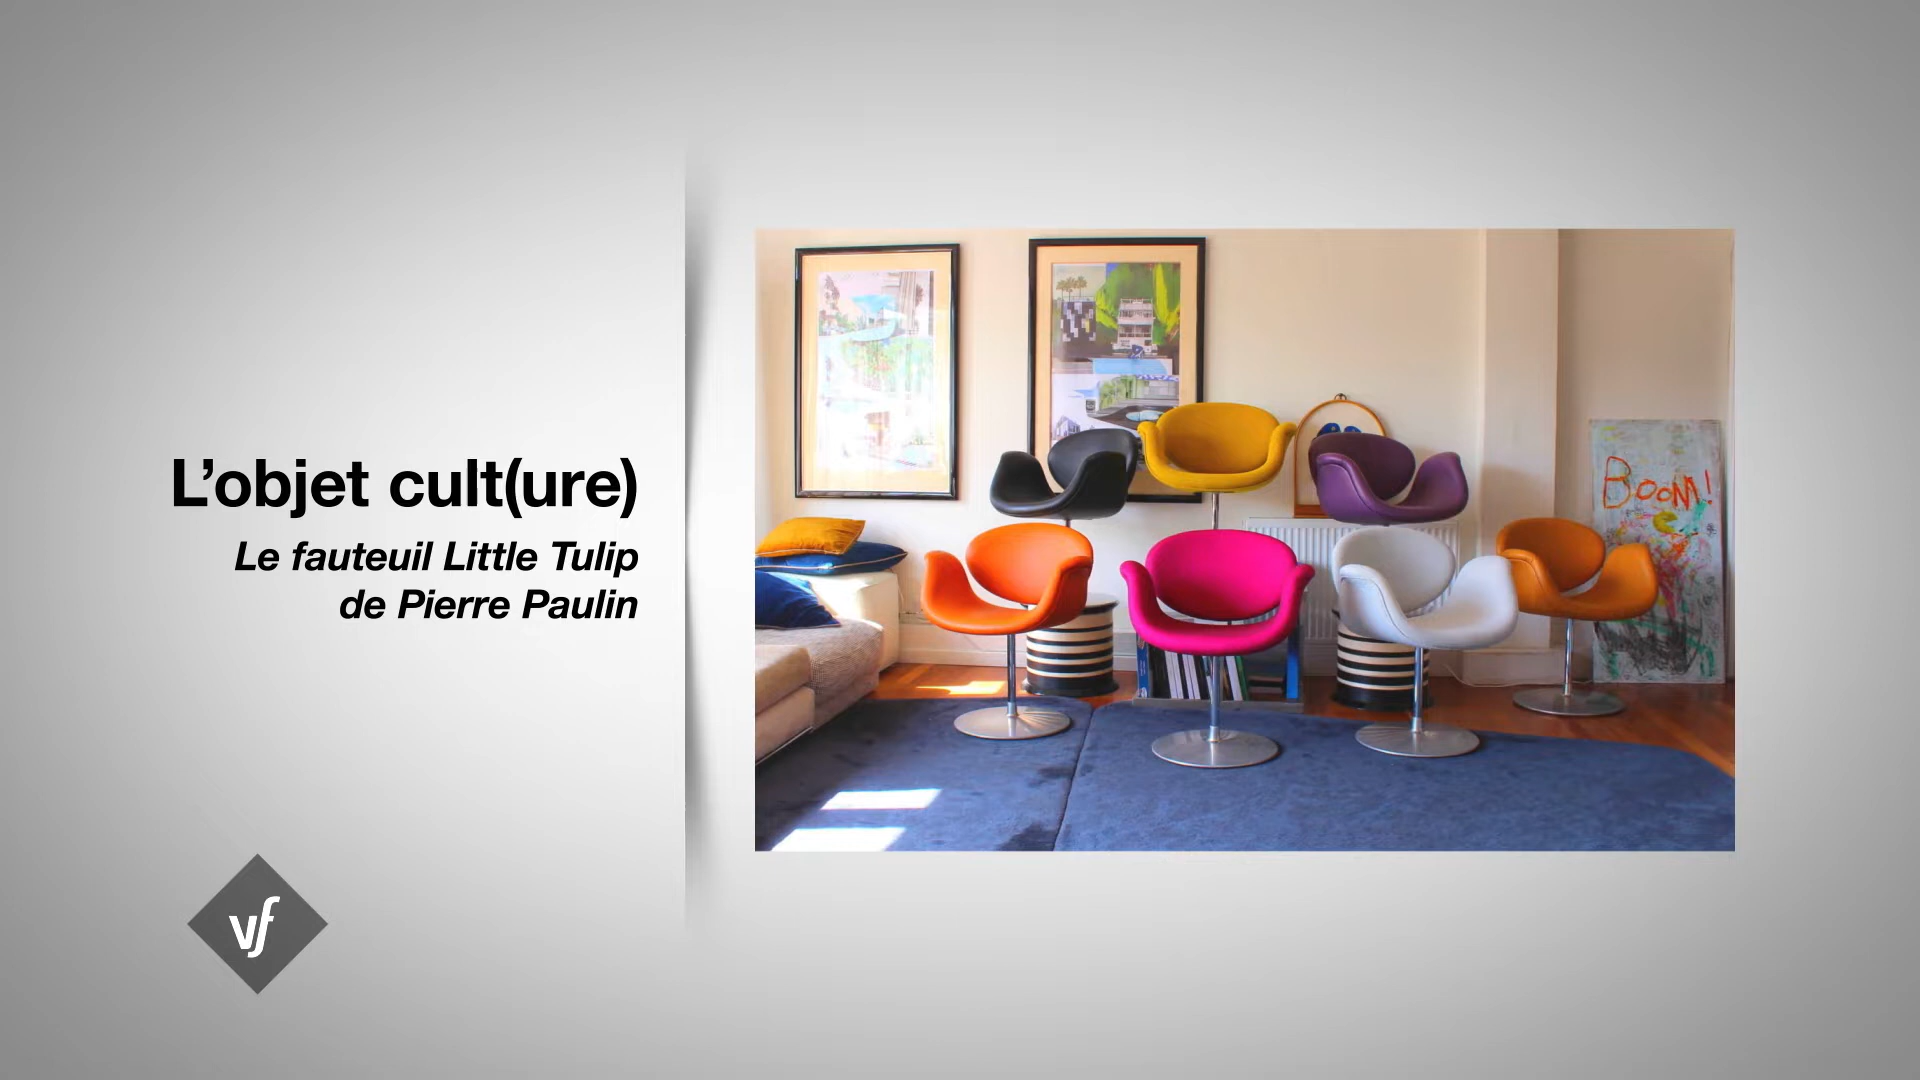 L’objet cult(ure)
Le fauteuil Little Tulip
de Pierre Paulin
vf
BooM!